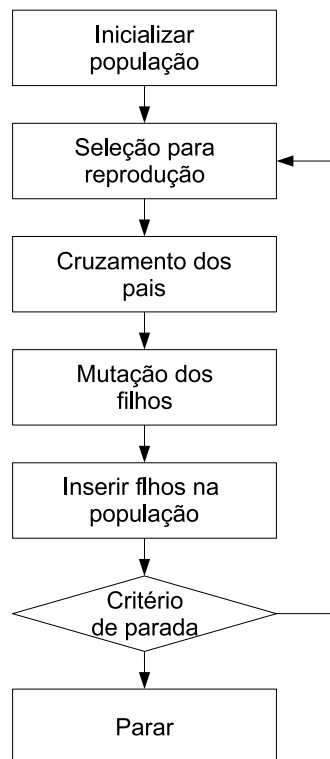 Inicializar
população
Seleção para
reprodução
Cruzamento dos
pais
Mutação dos
filhos
Inserir flhos na
população
Critério
de parada
Parar